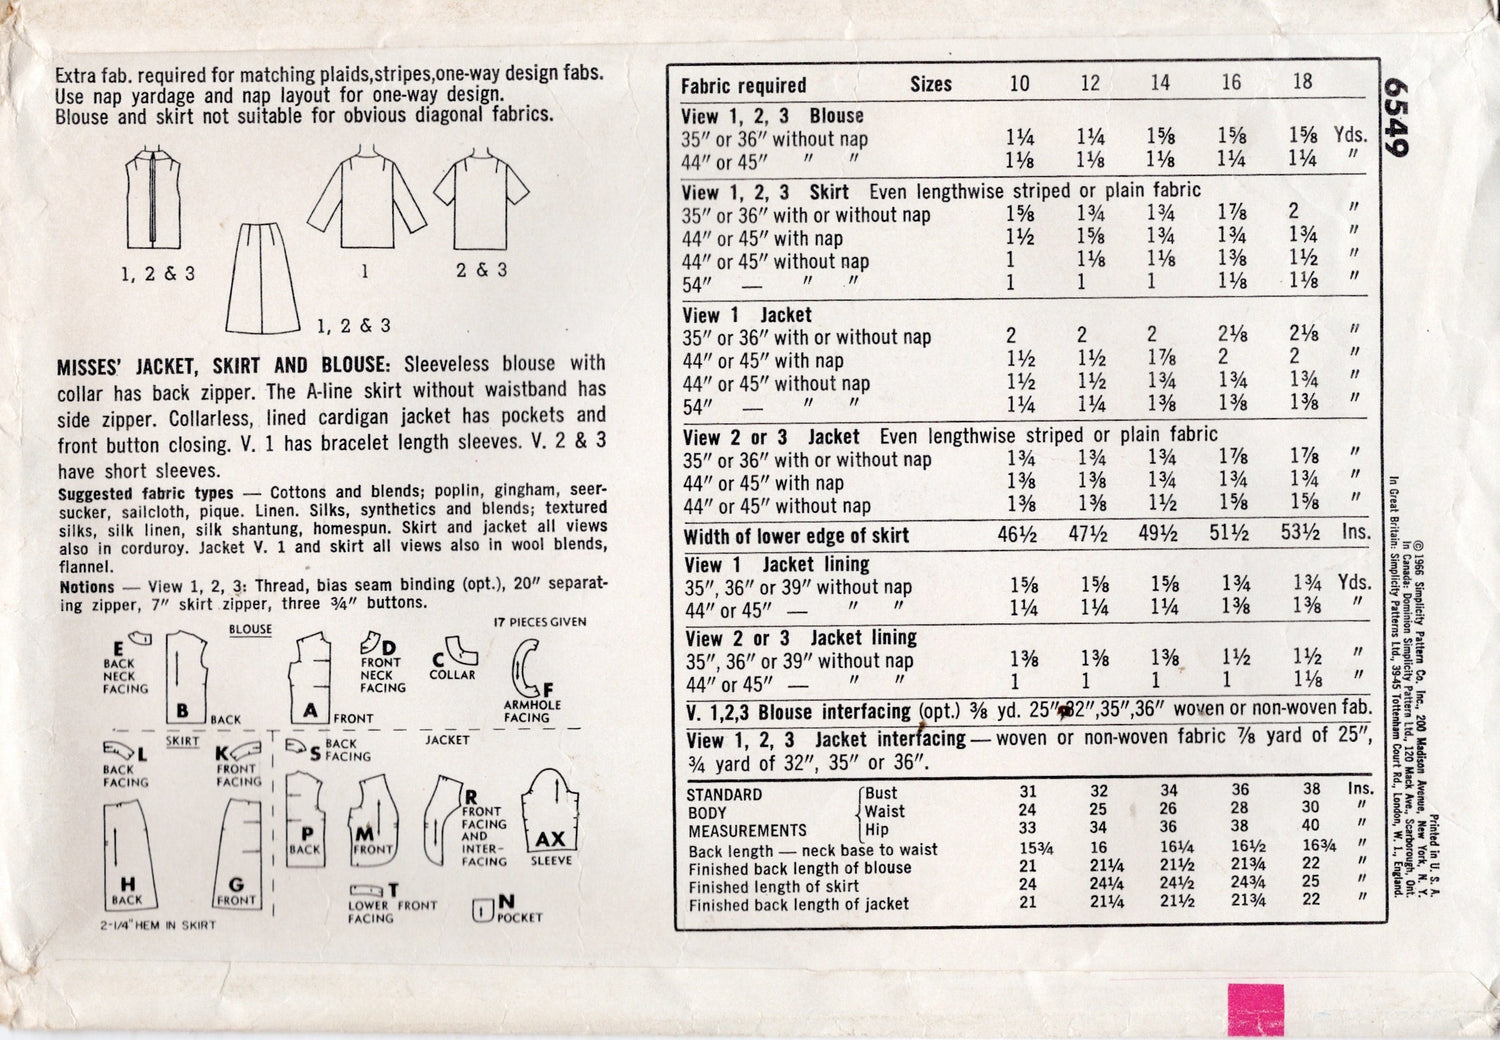 Extra fab. required for matching plaids,stripes,one-way design fabs.
Use nap yardage and nap layout for one-way design.
Blouse and skirt not suitable for obvious diagonal fabrics.
1, 2 & 3
1
2 & 3
1, 2 & 3
MISSES' JACKET, SKIRT AND BLOUSE: Sleeveless blouse with
collar has back zipper. The A-line skirt without waistband has
side zipper. Collarless, lined cardigan jacket has pockets and
front button closing. V. 1 has bracelet length sleeves. V. 2 & 3
have short sleeves.
Suggested fabric types — Cottons and blends; poplin, gingham, seer-
sucker, sailcloth, pique. Linen. Silks, synthetics and blends; textured
silks, silk linen, silk shantung, homespun. Skirt and jacket all views
also in corduroy. Jacket V. 1 and skirt all views also in wool blends,
flannel.
Notions — View 1, 2, 3: Thread, bias seam binding (opt.), 20" separat-
ing zipper, 7" skirt zipper, three ¾" buttons.
17 PIECES GIVEN
BLOUSE
E
BACK
NECK
FACING
B
BACK
A
FRONT
D
FRONT
NECK
FACING
C
COLLAR
F
ARMHOLE
FACING
SKIRT
L
BACK
FACING
K
FRONT
FACING
H
BACK
G
FRONT
2-1/4" HEM IN SKIRT
JACKET
S
BACK
FACING
P
BACK
M
FRONT
R
FRONT
FACING
AND
INTER-
FACING
AX
SLEEVE
T
LOWER FRONT
FACING
N
POCKET
Fabric required Sizes 10 12 14 16 18
View 1, 2, 3 Blouse
35" or 36" without nap 1¼ 1¼ 1⅝ 1⅝ 1⅝ Yds.
44" or 45" " " 1⅛ 1⅛ 1⅛ 1¼ 1¼ "
View 1, 2, 3 Skirt Even lengthwise striped or plain fabric
35" or 36" with or without nap 1⅝ 1¾ 1¾ 1⅞ 2 "
44" or 45" with nap 1½ 1⅝ 1¾ 1¾ 1¾ "
44" or 45" without nap 1 1⅛ 1⅛ 1⅜ 1½ "
54" — " " 1 1 1 1⅛ 1⅛ "
View 1 Jacket
35" or 36" with or without nap 2 2 2 2⅛ 2⅛ "
44" or 45" with nap 1½ 1½ 1⅞ 2 2 "
44" or 45" without nap 1½ 1½ 1¾ 1¾ 1¾ "
54" — " " 1¼ 1¼ 1⅜ 1⅜ 1⅜ "
View 2 or 3 Jacket Even lengthwise striped or plain fabric
35" or 36" with or without nap 1¾ 1¾ 1¾ 1⅞ 1⅞ "
44" or 45" with nap 1⅜ 1⅜ 1¾ 1¾ 1¾ "
44" or 45" without nap 1⅜ 1⅜ 1½ 1⅝ 1⅝ "
Width of lower edge of skirt 46½ 47½ 49½ 51½ 53½ Ins.
View 1 Jacket lining
35", 36" or 39" without nap 1⅝ 1⅝ 1⅝ 1¾ 1¾ Yds.
44" or 45" — " " 1¼ 1¼ 1¼ 1⅜ 1⅜ "
View 2 or 3 Jacket lining
35", 36" or 39" without nap 1⅜ 1⅜ 1⅜ 1½ 1½ "
44" or 45" — " " 1 1 1 1 1⅛ "
V. 1,2,3 Blouse interfacing (opt.) ⅜ yd. 25",32",35",36" woven or non-woven fab.
View 1, 2, 3 Jacket interfacing — woven or non-woven fabric ⅞ yard of 25",
¾ yard of 32", 35" or 36".
STANDARD Bust 31 32 34 36 38 Ins.
BODY Waist 24 25 26 28 30 "
MEASUREMENTS Hip 33 34 36 38 40 "
Back length — neck base to waist 15¾ 16 16¼ 16½ 16¾ "
Finished back length of blouse 21 21¼ 21½ 21¾ 22 "
Finished length of skirt 24 24¼ 24½ 24¾ 25 "
Finished back length of jacket 21 21¼ 21½ 21¾ 22 "
6549
Printed in U. S. A.
© 1966 Simplicity Pattern Co. Inc., 200 Madison Avenue, New York, N. Y.
In Canada: Dominion Simplicity Pattern Ltd., 120 Mack Ave., Scarborough, Ont.
In Great Britain: Simplicity Patterns Ltd., 39-45 Tottenham Court Rd., London, W. 1., England.